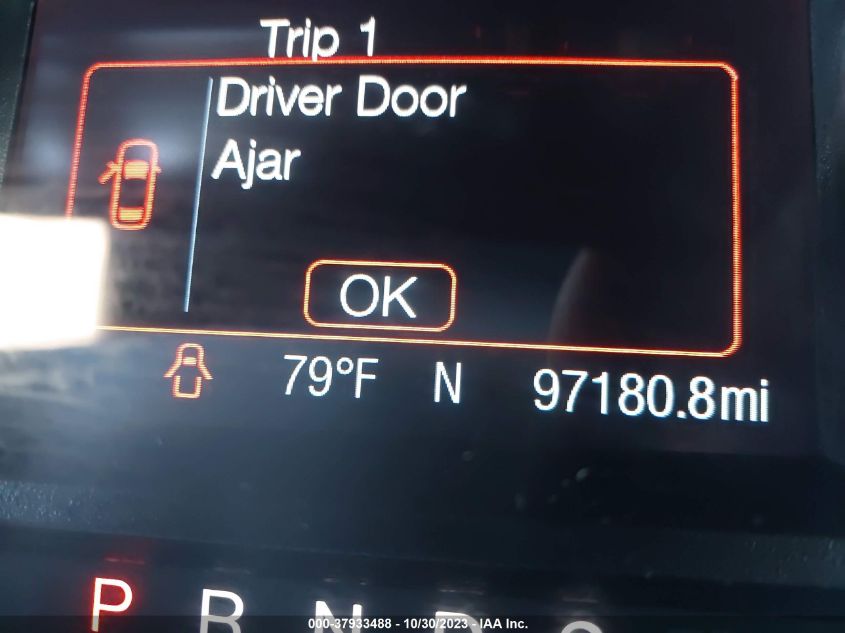 Trip 1
Driver Door
Ajar
OK
79°F N 97180.8mi
P R N D
000-37933488 - 10/30/2023 - IAA Inc.